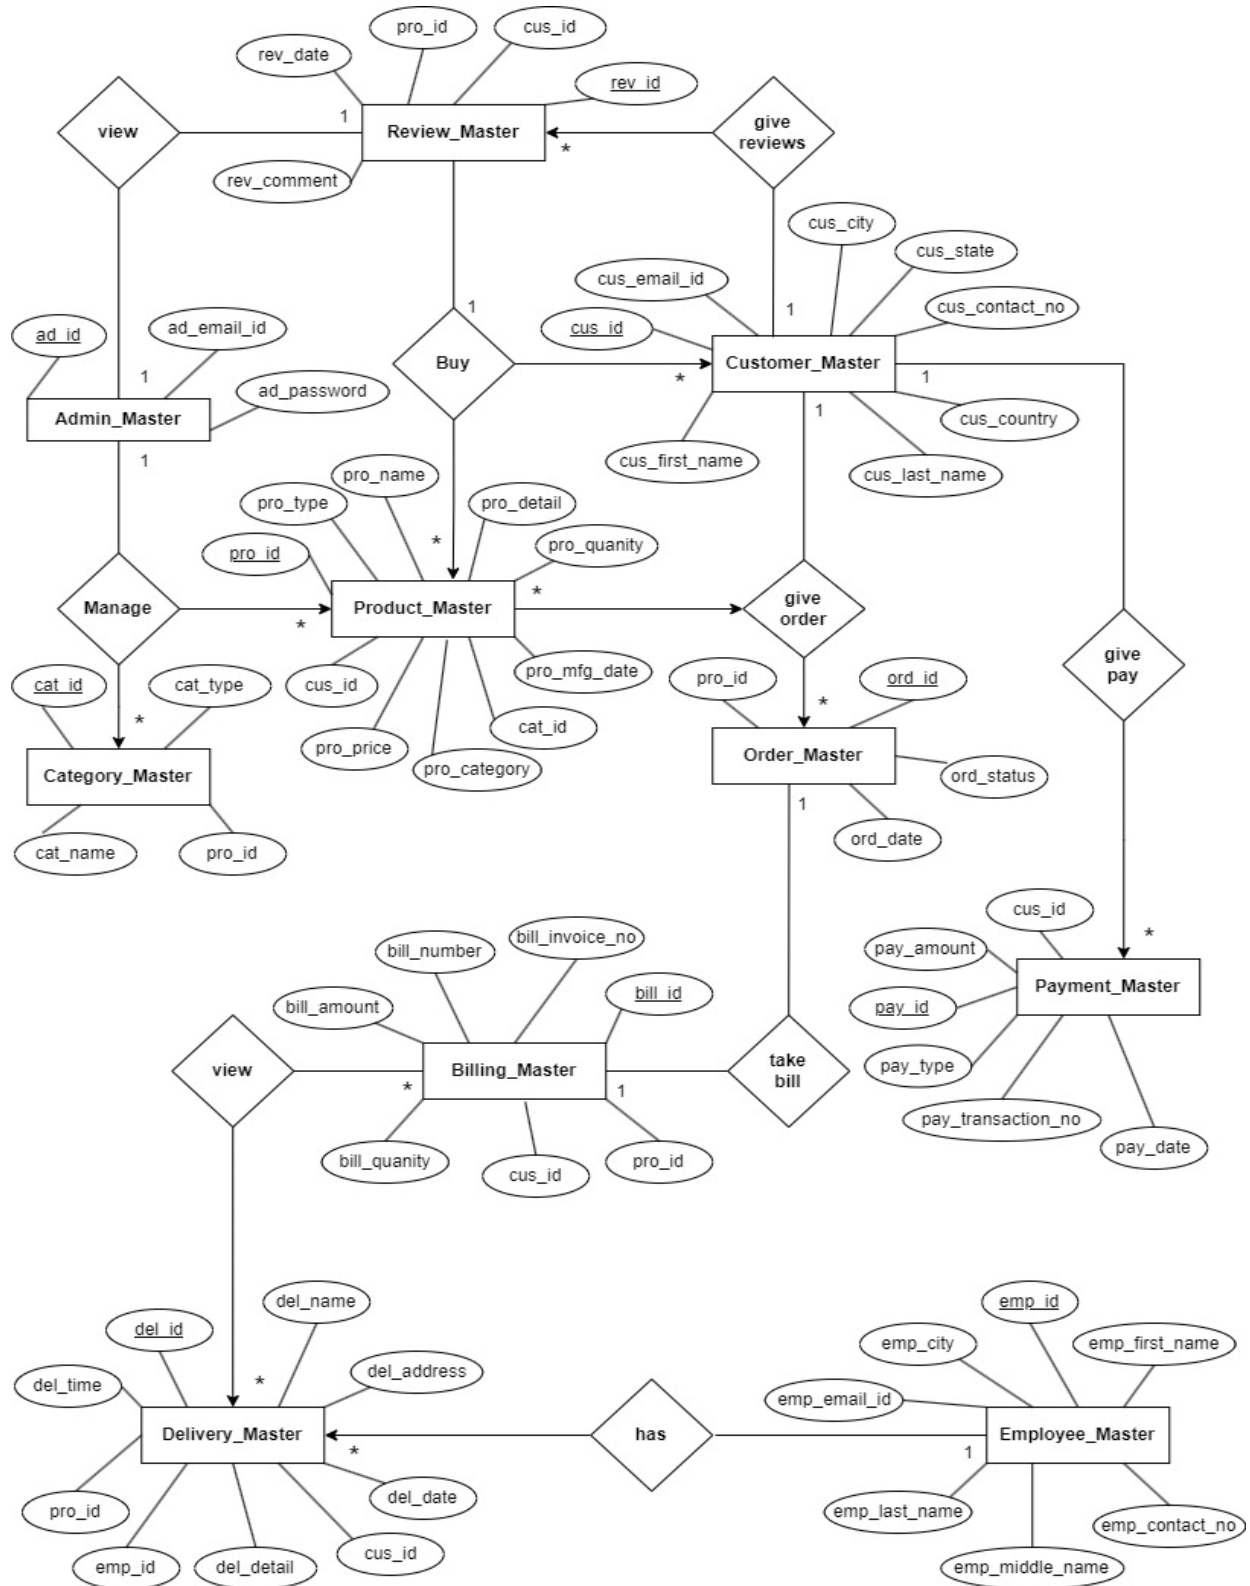 pro_id
cus_id
rev_date
rev_id
view
1
Review_Master
*
give
reviews
rev_comment
cus_city
cus_state
cus_email_id
cus_contact_no
1
1
ad_id
ad_email_id
cus_id
Buy
Customer_Master
*
1
1
ad_password
Admin_Master
1
cus_country
1
cus_first_name
cus_last_name
pro_name
pro_type
pro_detail
pro_id
*
pro_quanity
*
Manage
*
Product_Master
give
order
cat_id
cat_type
cus_id
pro_mfg_date
pro_id
ord_id
give
pay
*
cat_id
*
pro_price
pro_category
Category_Master
Order_Master
ord_status
1
cat_name
pro_id
ord_date
cus_id
bill_number
bill_invoice_no
*
pay_amount
bill_amount
bill_id
pay_id
Payment_Master
view
*
Billing_Master
1
take
bill
pay_type
pay_transaction_no
pay_date
bill_quanity
cus_id
pro_id
del_name
emp_id
del_id
emp_city
emp_first_name
del_time
*
del_address
emp_email_id
Delivery_Master
*
has
1
Employee_Master
del_date
pro_id
emp_last_name
emp_contact_no
emp_id
del_detail
cus_id
emp_middle_name